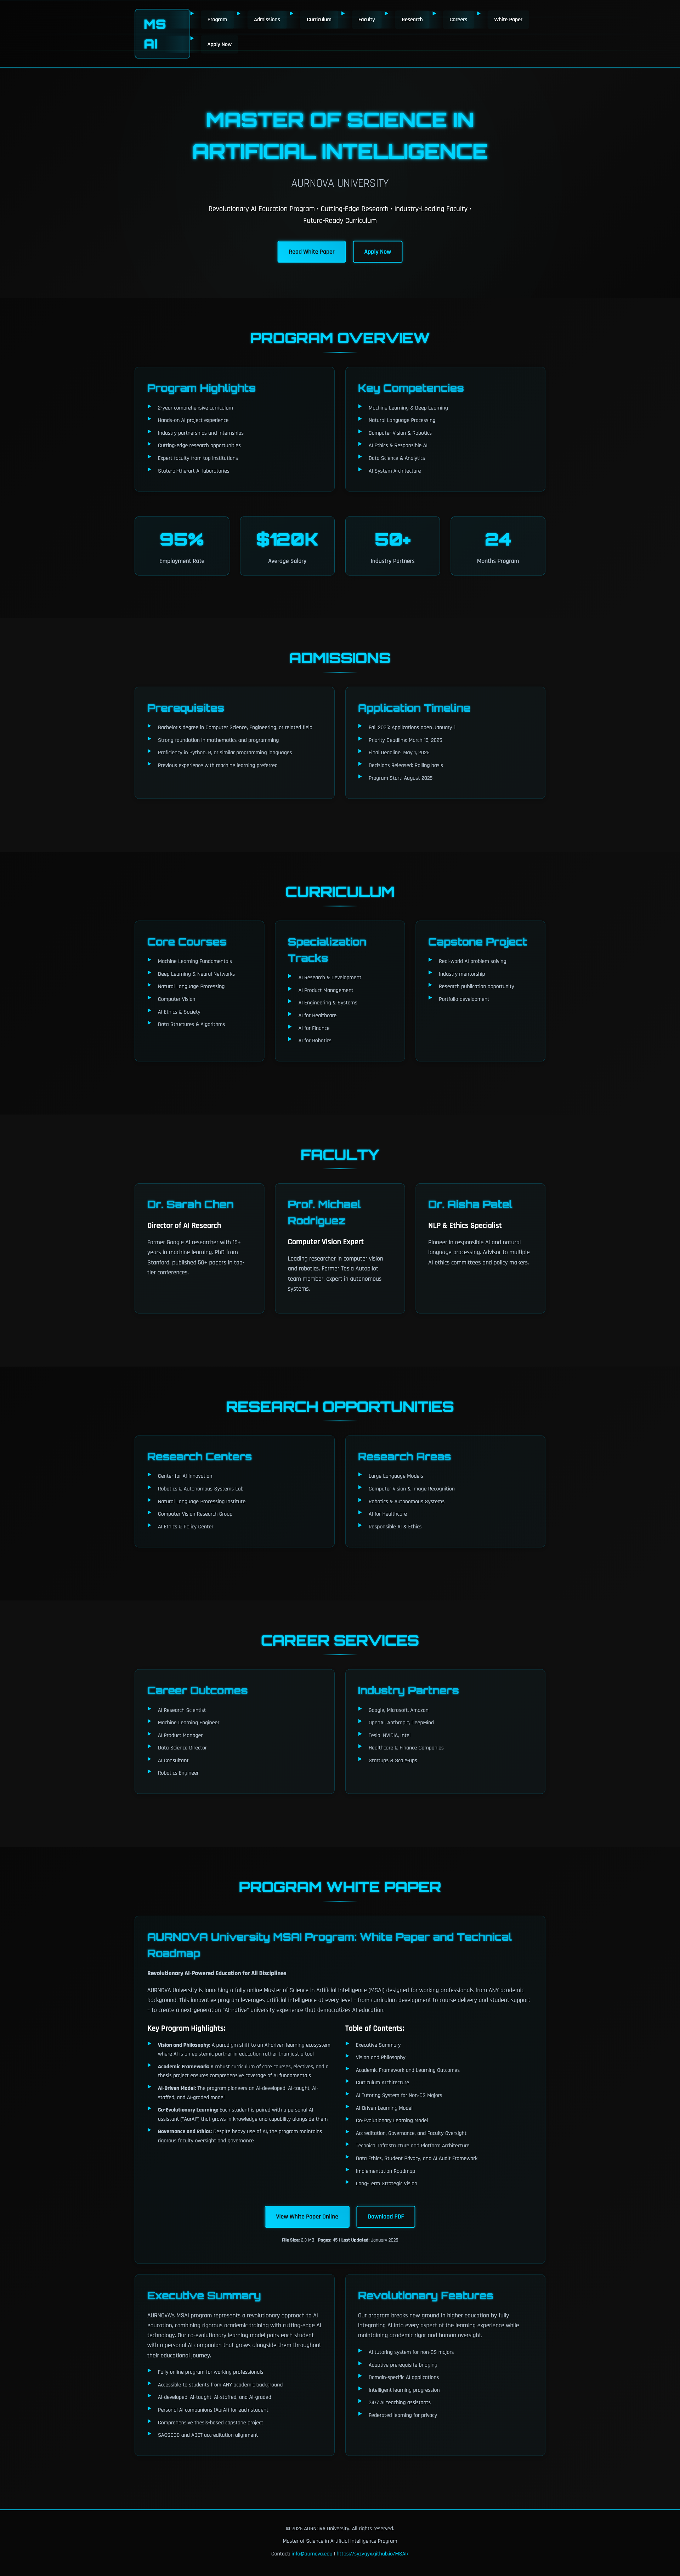 MS
AI
Program
Admissions
Curriculum
Faculty
Research
Careers
White Paper
Apply Now
MASTER OF SCIENCE IN
ARTIFICIAL INTELLIGENCE
AURNOVA UNIVERSITY
Revolutionary AI Education Program • Cutting-Edge Research • Industry-Leading Faculty •
Future-Ready Curriculum
Read White Paper
Apply Now
PROGRAM OVERVIEW
Program Highlights
2-year comprehensive curriculum
Hands-on AI project experience
Industry partnerships and internships
Cutting-edge research opportunities
Expert faculty from top institutions
State-of-the-art AI laboratories
Key Competencies
Machine Learning & Deep Learning
Natural Language Processing
Computer Vision & Robotics
AI Ethics & Responsible AI
Data Science & Analytics
AI System Architecture
95%
Employment Rate
$120K
Average Salary
50+
Industry Partners
24
Months Program
ADMISSIONS
Prerequisites
Bachelor's degree in Computer Science, Engineering, or related field
Strong foundation in mathematics and programming
Proficiency in Python, R, or similar programming languages
Previous experience with machine learning preferred
Application Timeline
Fall 2025: Applications open January 1
Priority Deadline: March 15, 2025
Final Deadline: May 1, 2025
Decisions Released: Rolling basis
Program Start: August 2025
CURRICULUM
Core Courses
Machine Learning Fundamentals
Deep Learning & Neural Networks
Natural Language Processing
Computer Vision
AI Ethics & Society
Data Structures & Algorithms
Specialization
Tracks
AI Research & Development
AI Product Management
AI Engineering & Systems
AI for Healthcare
AI for Finance
AI for Robotics
Capstone Project
Real-world AI problem solving
Industry mentorship
Research publication opportunity
Portfolio development
FACULTY
Dr. Sarah Chen
Director of AI Research
Former Google AI researcher with 15+
years in machine learning. PhD from
Stanford, published 50+ papers in top-
tier conferences.
Prof. Michael
Rodriguez
Computer Vision Expert
Leading researcher in computer vision
and robotics. Former Tesla Autopilot
team member, expert in autonomous
systems.
Dr. Aisha Patel
NLP & Ethics Specialist
Pioneer in responsible AI and natural
language processing. Advisor to multiple
AI ethics committees and policy makers.
RESEARCH OPPORTUNITIES
Research Centers
Center for AI Innovation
Robotics & Autonomous Systems Lab
Natural Language Processing Institute
Computer Vision Research Group
AI Ethics & Policy Center
Research Areas
Large Language Models
Computer Vision & Image Recognition
Robotics & Autonomous Systems
AI for Healthcare
Responsible AI & Ethics
CAREER SERVICES
Career Outcomes
AI Research Scientist
Machine Learning Engineer
AI Product Manager
Data Science Director
AI Consultant
Robotics Engineer
Industry Partners
Google, Microsoft, Amazon
OpenAI, Anthropic, DeepMind
Tesla, NVIDIA, Intel
Healthcare & Finance Companies
Startups & Scale-ups
PROGRAM WHITE PAPER
AURNOVA University MSAI Program: White Paper and Technical
Roadmap
Revolutionary AI-Powered Education for All Disciplines
AURNOVA University is launching a fully online Master of Science in Artificial Intelligence (MSAI) designed for working professionals from ANY academic
background. This innovative program leverages artificial intelligence at every level – from curriculum development to course delivery and student support
– to create a next-generation "AI-native" university experience that democratizes AI education.
Key Program Highlights:
Vision and Philosophy: A paradigm shift to an AI-driven learning ecosystem
where AI is an epistemic partner in education rather than just a tool
Academic Framework: A robust curriculum of core courses, electives, and a
thesis project ensures comprehensive coverage of AI fundamentals
AI-Driven Model: The program pioneers an AI-developed, AI-taught, AI-
staffed, and AI-graded model
Co-Evolutionary Learning: Each student is paired with a personal AI
assistant ("AurAI") that grows in knowledge and capability alongside them
Governance and Ethics: Despite heavy use of AI, the program maintains
rigorous faculty oversight and governance
Table of Contents:
Executive Summary
Vision and Philosophy
Academic Framework and Learning Outcomes
Curriculum Architecture
AI Tutoring System for Non-CS Majors
AI-Driven Learning Model
Co-Evolutionary Learning Model
Accreditation, Governance, and Faculty Oversight
Technical Infrastructure and Platform Architecture
Data Ethics, Student Privacy, and AI Audit Framework
Implementation Roadmap
Long-Term Strategic Vision
View White Paper Online
Download PDF
File Size: 2.3 MB | Pages: 45 | Last Updated: January 2025
Executive Summary
AURNOVA's MSAI program represents a revolutionary approach to AI
education, combining rigorous academic training with cutting-edge AI
technology. Our co-evolutionary learning model pairs each student
with a personal AI companion that grows alongside them throughout
their educational journey.
Fully online program for working professionals
Accessible to students from ANY academic background
AI-developed, AI-taught, AI-staffed, and AI-graded
Personal AI companions (AurAI) for each student
Comprehensive thesis-based capstone project
SACSCOC and ABET accreditation alignment
Revolutionary Features
Our program breaks new ground in higher education by fully
integrating AI into every aspect of the learning experience while
maintaining academic rigor and human oversight.
AI tutoring system for non-CS majors
Adaptive prerequisite bridging
Domain-specific AI applications
Intelligent learning progression
24/7 AI teaching assistants
Federated learning for privacy
© 2025 AURNOVA University. All rights reserved.
Master of Science in Artificial Intelligence Program
Contact: info@aurnova.edu | https://syzygyx.github.io/MSAI/